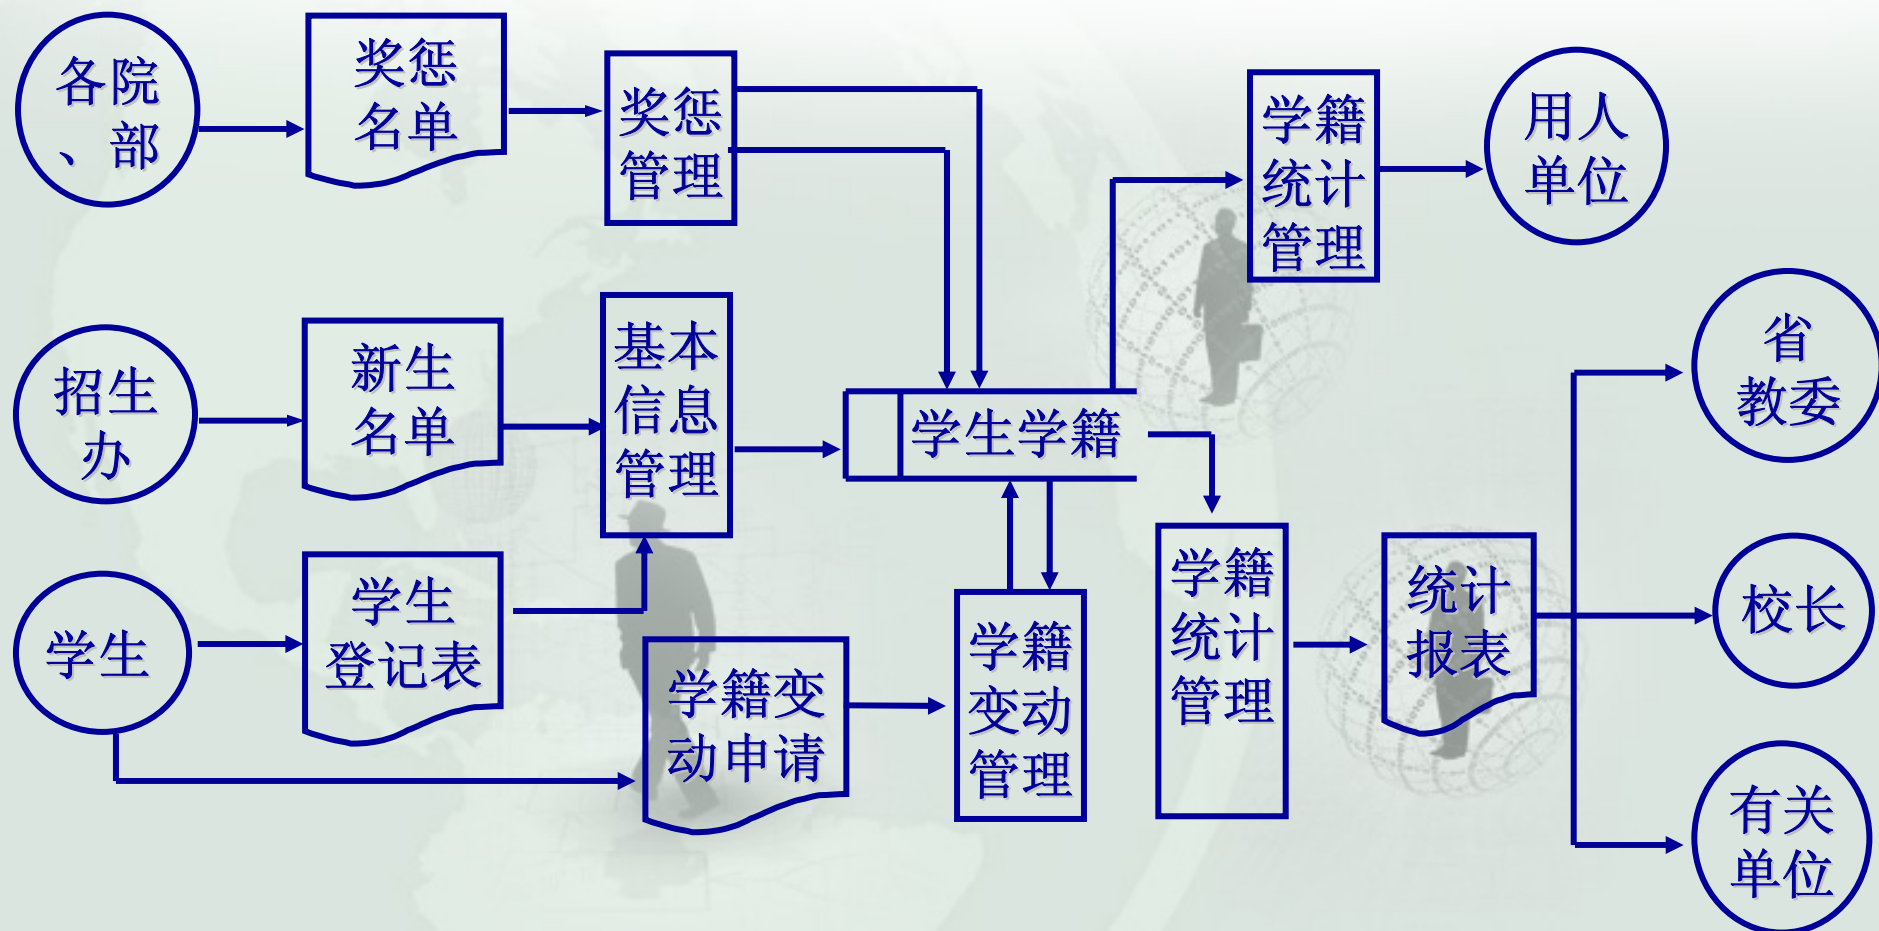 各院
、部
奖惩
名单
奖惩
管理
学籍
统计
管理
用人
单位
招生
办
新生
名单
基本
信息
管理
学生学籍
省
教委
学生
学生
登记表
学籍变
动申请
学籍
变动
管理
学籍
统计
管理
统计
报表
校长
有关
单位